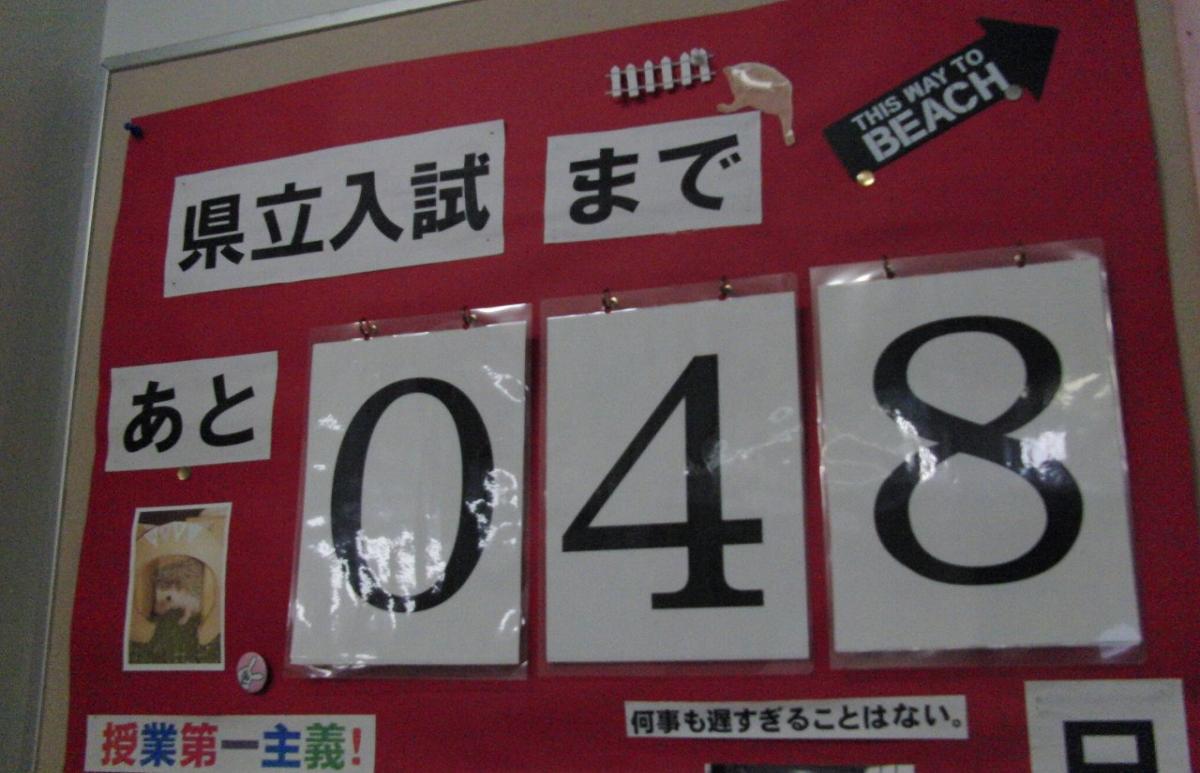 THIS WAY TO
BEACH
県立入試 まで
あと
048
授業第一主義!
何事も遅すぎることはない。